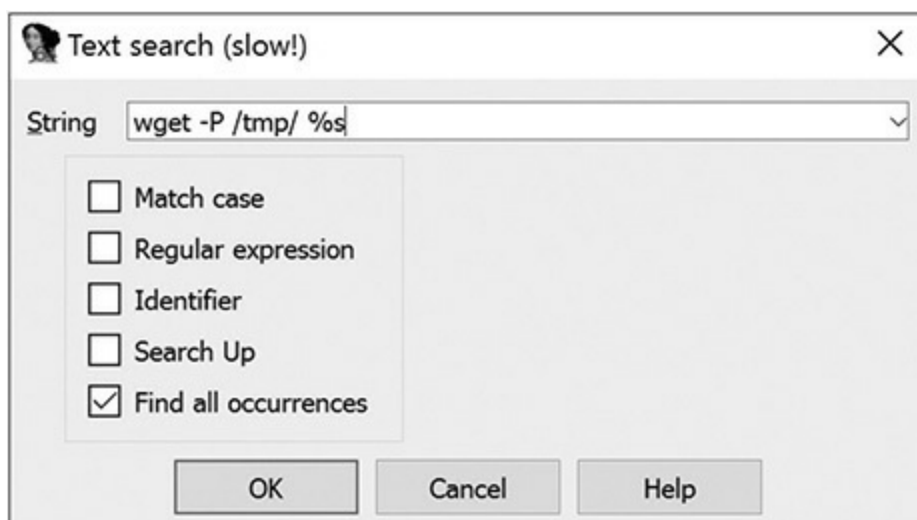 Text search (slow!)
String wget -P /tmp/ %s
Match case
Regular expression
Identifier
Search Up
Find all occurrences
OK Cancel Help